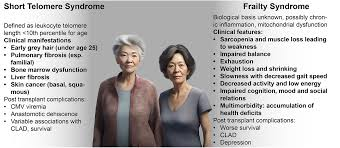 Short Telomere Syndrome
Defined as leukocyte telomere
length <10th percentile for age
Clinical manifestations
• Early grey hair (under age 25)
• Pulmonary fibrosis (esp.
familial)
• Bone marrow dysfunction
• Liver fibrosis
• Skin cancer (basal, squa-
mous)
Post transplant complications:
• CMV viremia
• Anastomotic dehiscence
• Variable associations with
CLAD, survival
Frailty Syndrome
Biological basis unknown, possibly chron-
ic inflammation, mitochondrial dysfunction
Clinical features:
• Sarcopenia and muscle loss leading
to weakness
• Impaired balance
• Exhaustion
• Weight loss and shrinking
• Slowness with decreased gait speed
• Decreased activity and low energy
• Impaired cognition, mood and social
relations
• Multimorbidity: accumulation of
health deficits
Post transplant complications:
• Worse survival
• CLAD
• Depression